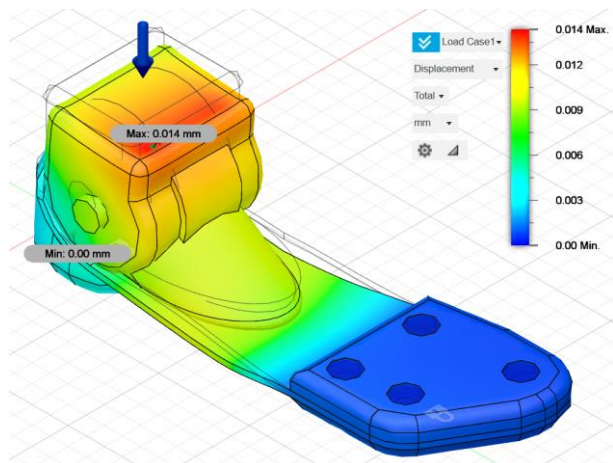 Load Case1
Displacement
Total
mm
0.014 Max.
0.012
0.009
0.006
0.003
0.00 Min.
Max: 0.014 mm
Min: 0.00 mm